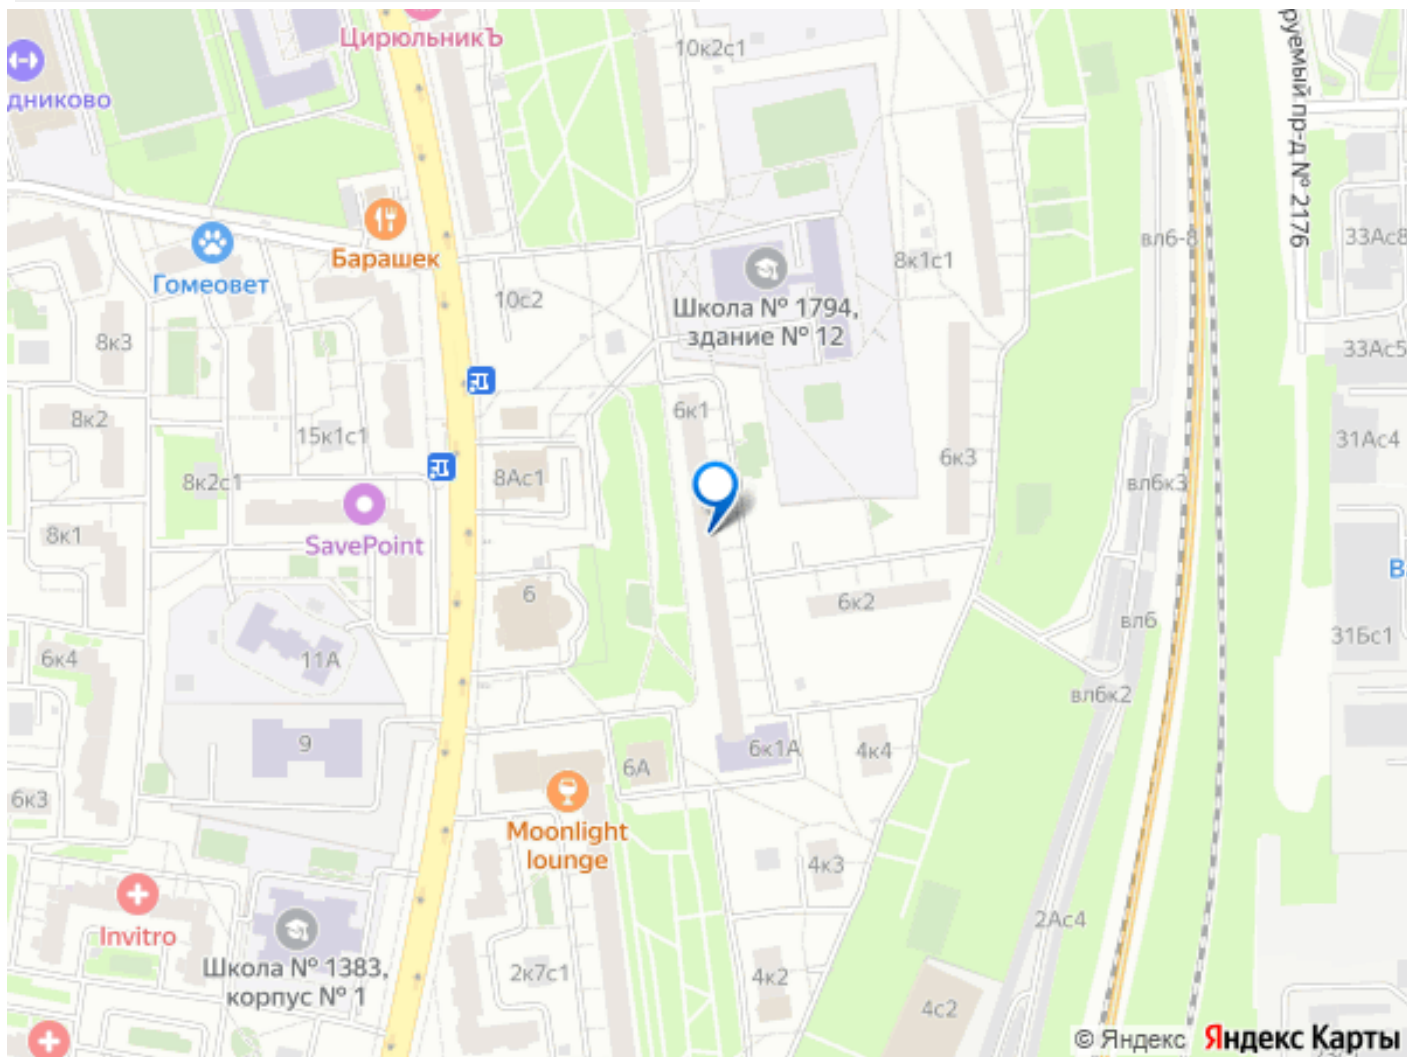 ЦирюльникЪ
10к2с1
дниково
руемый пр-д № 2176
Барашек
Гомеовет
вл6-8
33Ас8
8к1с1
10с2
Школа № 1794,
здание № 12
8к3
33Ас5
6к1
8к2
15к1с1
31Ас4
6к3
8Ас1
8к2с1
вл6к3
8к1
SavePoint
В
6
6к2
вл6
31Бс1
6к4
11А
вл6к2
9
6к1А
4к4
6А
6к3
Moonlight
lounge
4к3
Invitro
2Ас4
Школа № 1383,
корпус № 1
2к7с1
4к2
4с2
© Яндекс Яндекс Карты